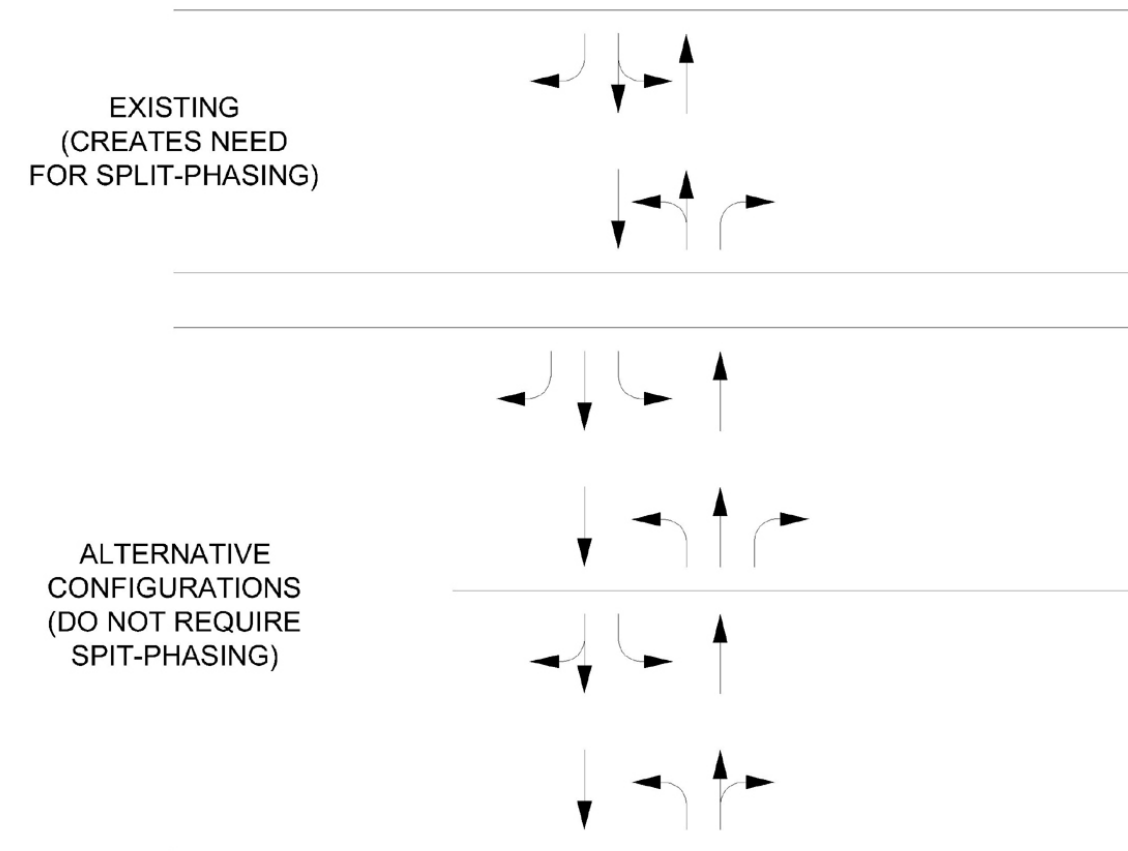 EXISTING
(CREATES NEED
FOR SPLIT-PHASING)
ALTERNATIVE
CONFIGURATIONS
(DO NOT REQUIRE
SPIT-PHASING)